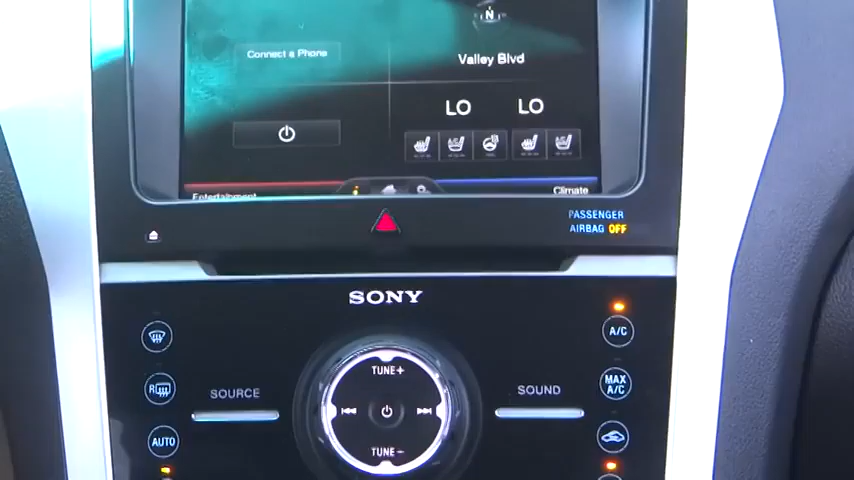 N
Connect a Phone
Valley Blvd
LO LO
Entertainment
Climate
PASSENGER
AIRBAG OFF
SONY
A/C
TUNE+
R
SOURCE
SOUND
MAX
A/C
AUTO
TUNE-